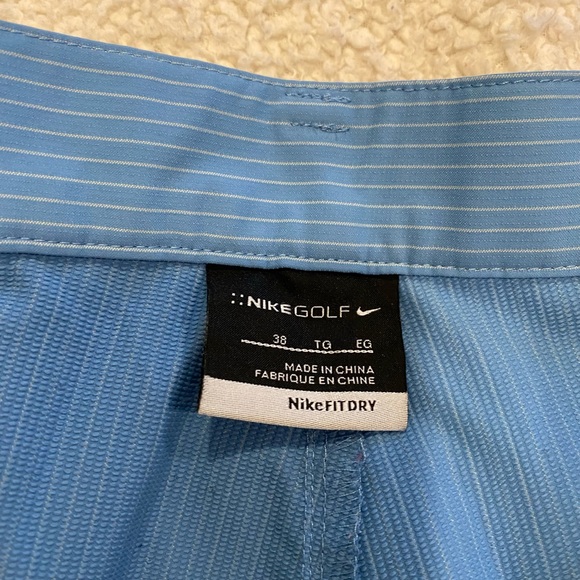 NIKEGOLF
38 TG EG
MADE IN CHINA
FABRIQUE EN CHINE
NikeFITDRY